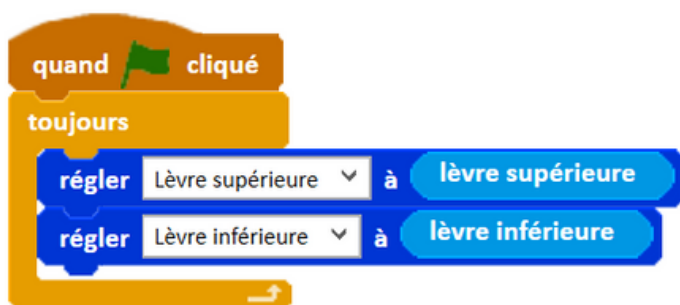 quand cliqué
toujours
régler Lèvre supérieure à lèvre supérieure
régler Lèvre inférieure à lèvre inférieure